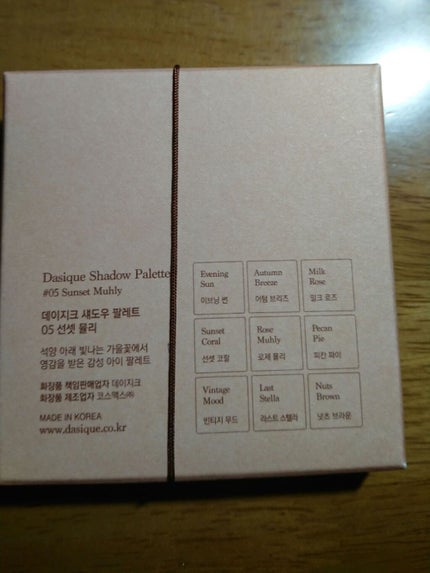 Dasique Shadow Palette
#05 Sunset Muhly
데이지크 섀도우 팔레트
05 선셋 뮬리
석양 아래 빛나는 가을꽃에서
영감을 받은 감성 아이 팔레트
화장품 책임판매업자 데이지크
화장품 제조업자 코스맥스㈜
MADE IN KOREA
www.dasique.co.kr
Evening
Sun
이브닝 썬
Autumn
Breeze
어텀 브리즈
Milk
Rose
밀크 로즈
Sunset
Coral
선셋 코랄
Rose
Muhly
로제 뮬리
Pecan
Pie
피칸 파이
Vintage
Mood
빈티지 무드
Last
Stella
라스트 스텔라
Nuts
Brown
넛츠 브라운